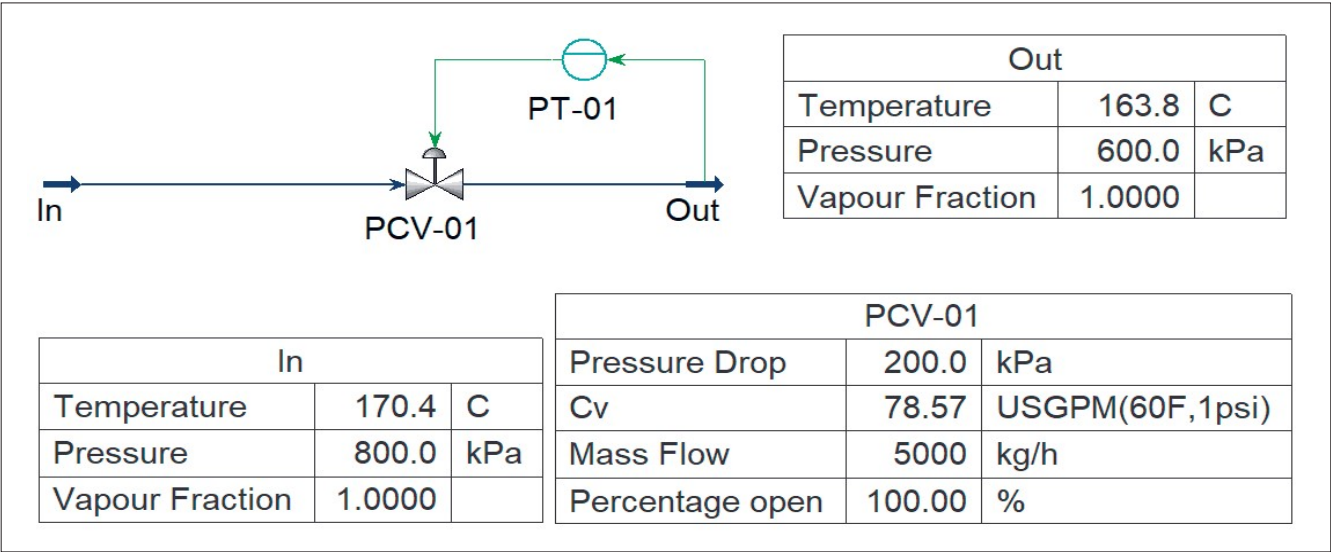 PT-01
In
PCV-01
Out
Out
Temperature 163.8 C
Pressure 600.0 kPa
Vapour Fraction 1.0000
In
Temperature 170.4 C
Pressure 800.0 kPa
Vapour Fraction 1.0000
PCV-01
Pressure Drop 200.0 kPa
Cv 78.57 USGPM(60F,1psi)
Mass Flow 5000 kg/h
Percentage open 100.00 %